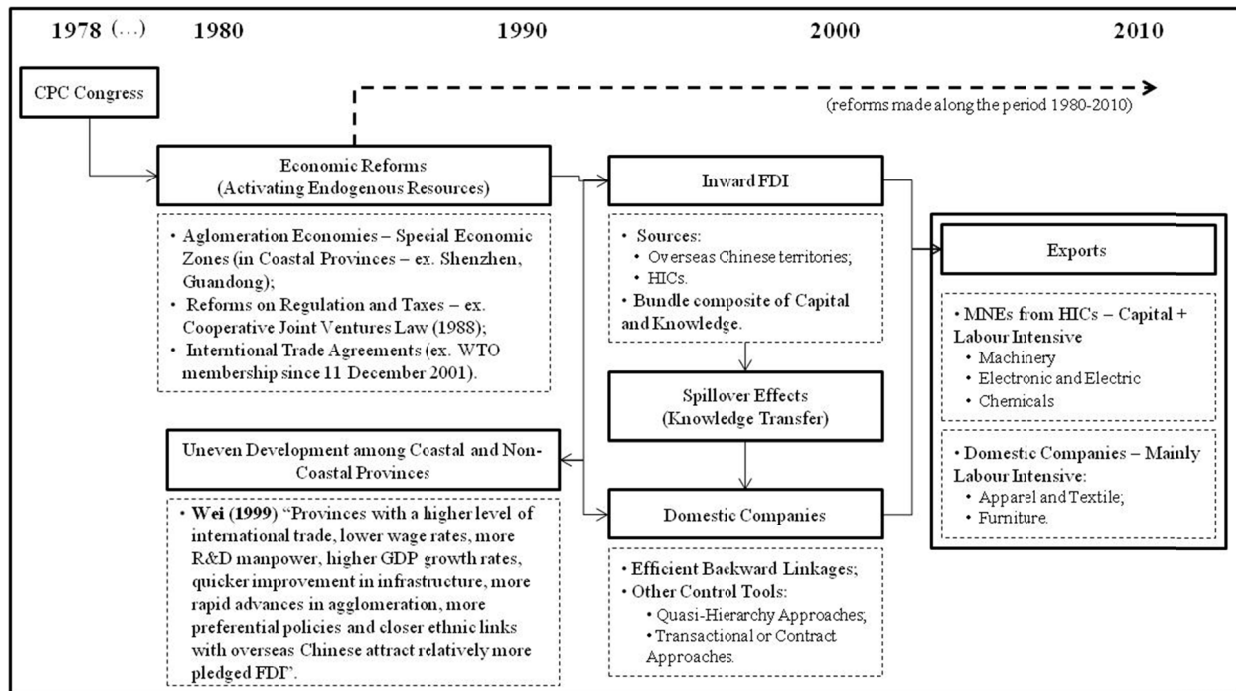 1978 (...) 1980 1990 2000 2010
CPC Congress
(reforms made along the period 1980-2010)
Economic Reforms
(Activating Endogenous Resources)
• Aglomeration Economies – Special Economic
Zones (in Coastal Provinces – ex. Shenzhen,
Guandong);
• Reforms on Regulation and Taxes – ex.
Cooperative Joint Ventures Law (1988);
• Interntional Trade Agreements (ex. WTO
membership since 11 December 2001).
Uneven Development among Coastal and Non-
Coastal Provinces
• Wei (1999) “Provinces with a higher level of
international trade, lower wage rates, more
R&D manpower, higher GDP growth rates,
quicker improvement in infrastructure, more
rapid advances in agglomeration, more
preferential policies and closer ethnic links
with overseas Chinese attract relatively more
pledged FDI”.
Inward FDI
• Sources:
• Overseas Chinese territories;
• HICs.
• Bundle composite of Capital
and Knowledge.
Spillover Effects
(Knowledge Transfer)
Domestic Companies
• Efficient Backward Linkages;
• Other Control Tools:
• Quasi-Hierarchy Approaches;
• Transactional or Contract
Approaches.
Exports
• MNEs from HICs – Capital +
Labour Intensive
• Machinery
• Electronic and Electric
• Chemicals
• Domestic Companies – Mainly
Labour Intensive:
• Apparel and Textile;
• Furniture.